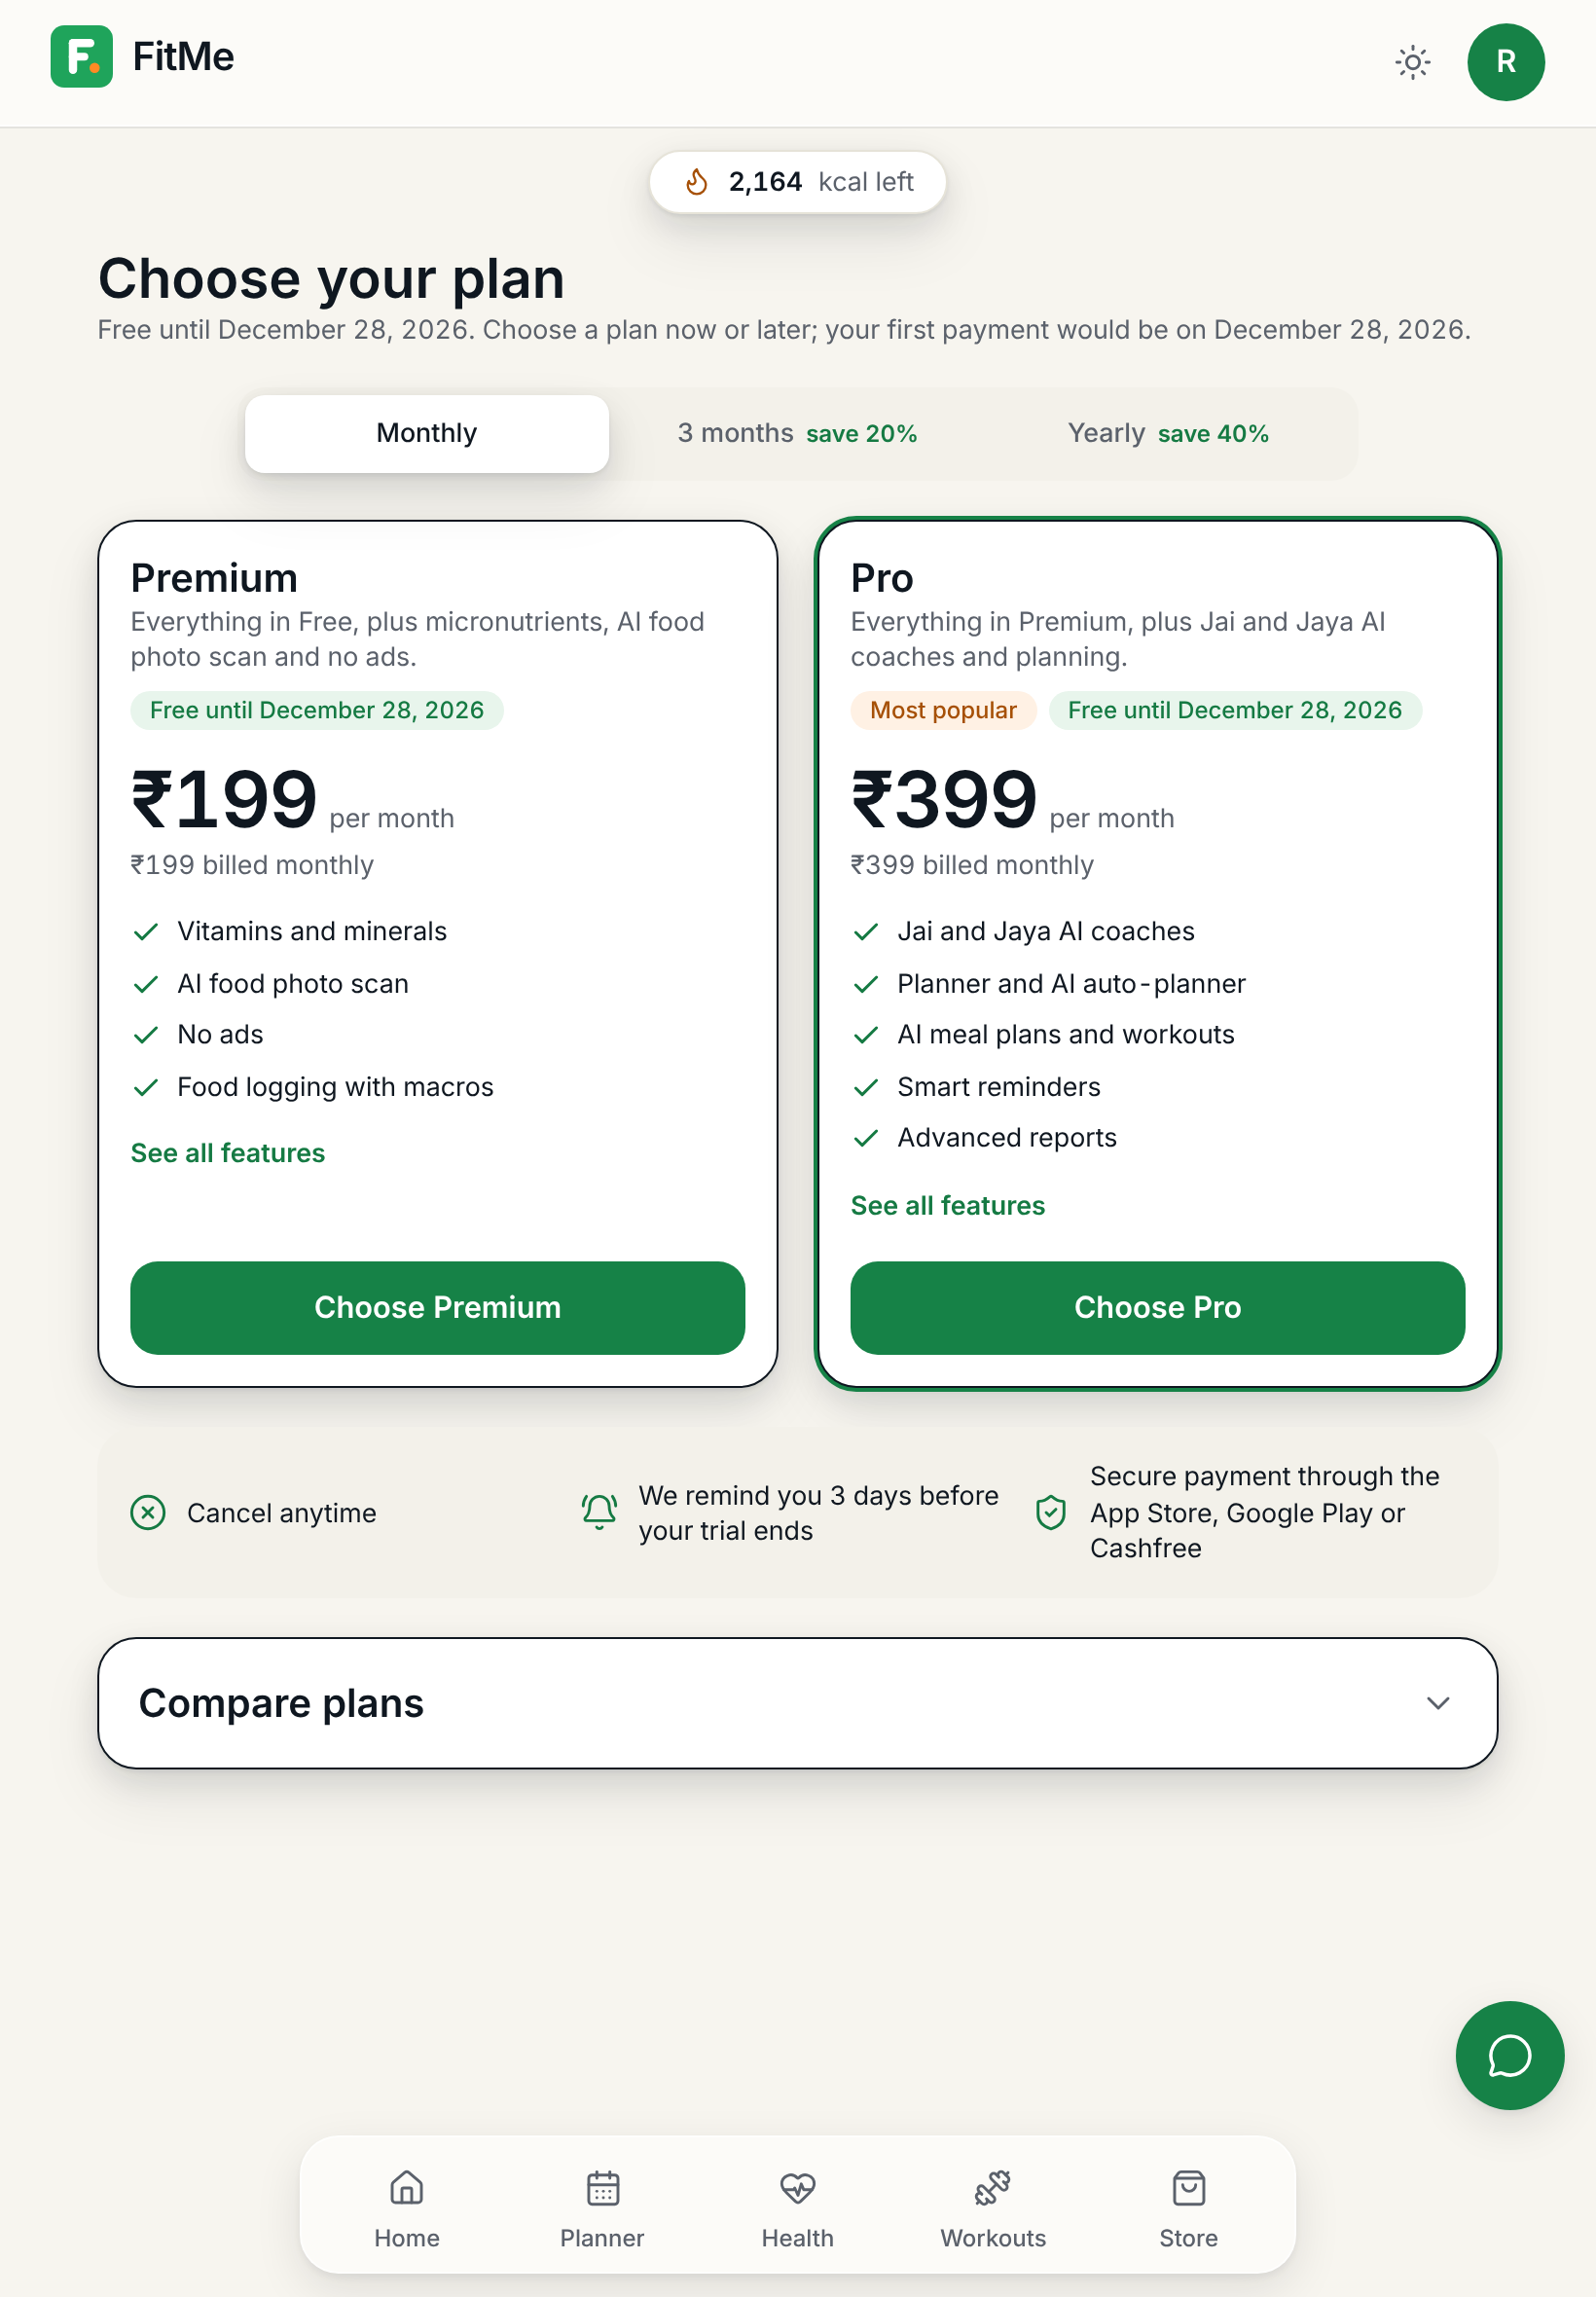 FitMe
R
2,164 kcal left
Choose your plan
Free until December 28, 2026. Choose a plan now or later; your first payment would be on December 28, 2026.
Monthly
3 months save 20%
Yearly save 40%
Premium
Everything in Free, plus micronutrients, AI food
photo scan and no ads.
Free until December 28, 2026
₹199 per month
₹199 billed monthly
Vitamins and minerals
AI food photo scan
No ads
Food logging with macros
See all features
Choose Premium
Pro
Everything in Premium, plus Jai and Jaya AI
coaches and planning.
Most popular
Free until December 28, 2026
₹399 per month
₹399 billed monthly
Jai and Jaya AI coaches
Planner and AI auto-planner
AI meal plans and workouts
Smart reminders
Advanced reports
See all features
Choose Pro
Cancel anytime
We remind you 3 days before
your trial ends
Secure payment through the
App Store, Google Play or
Cashfree
Compare plans
Home
Planner
Health
Workouts
Store